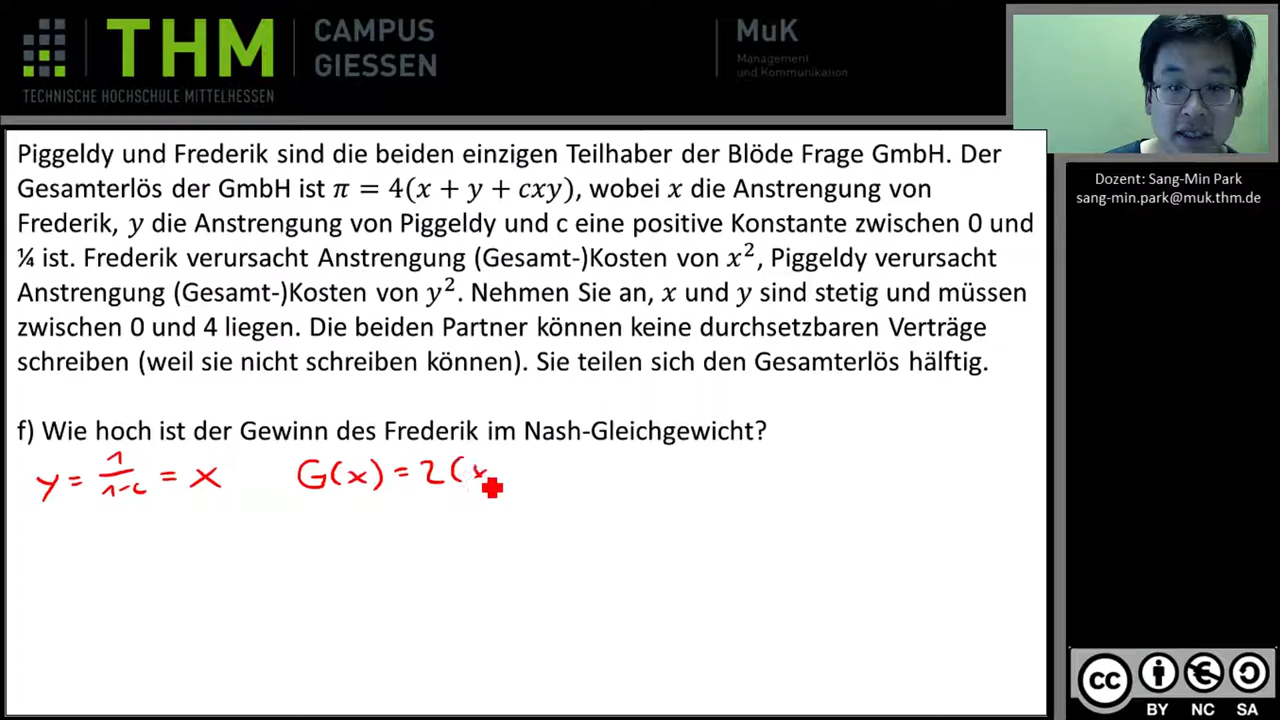 THM
TECHNISCHE HOCHSCHULE MITTELHESSEN
CAMPUS
GIESSEN
MuK
Management
und Kommunikation
Dozent: Sang-Min Park
sang-min.park@muk.thm.de
Piggeldy und Frederik sind die beiden einzigen Teilhaber der Blöde Frage GmbH. Der
Gesamterlös der GmbH ist π = 4(x + y + cxy), wobei x die Anstrengung von
Frederik, y die Anstrengung von Piggeldy und c eine positive Konstante zwischen 0 und
¼ ist. Frederik verursacht Anstrengung (Gesamt-)Kosten von x², Piggeldy verursacht
Anstrengung (Gesamt-)Kosten von y². Nehmen Sie an, x und y sind stetig und müssen
zwischen 0 und 4 liegen. Die beiden Partner können keine durchsetzbaren Verträge
schreiben (weil sie nicht schreiben können). Sie teilen sich den Gesamterlös hälftig.
f) Wie hoch ist der Gewinn des Frederik im Nash-Gleichgewicht?
y = 1/(1-c) = x G(x) = 2(x
CC BY NC SA